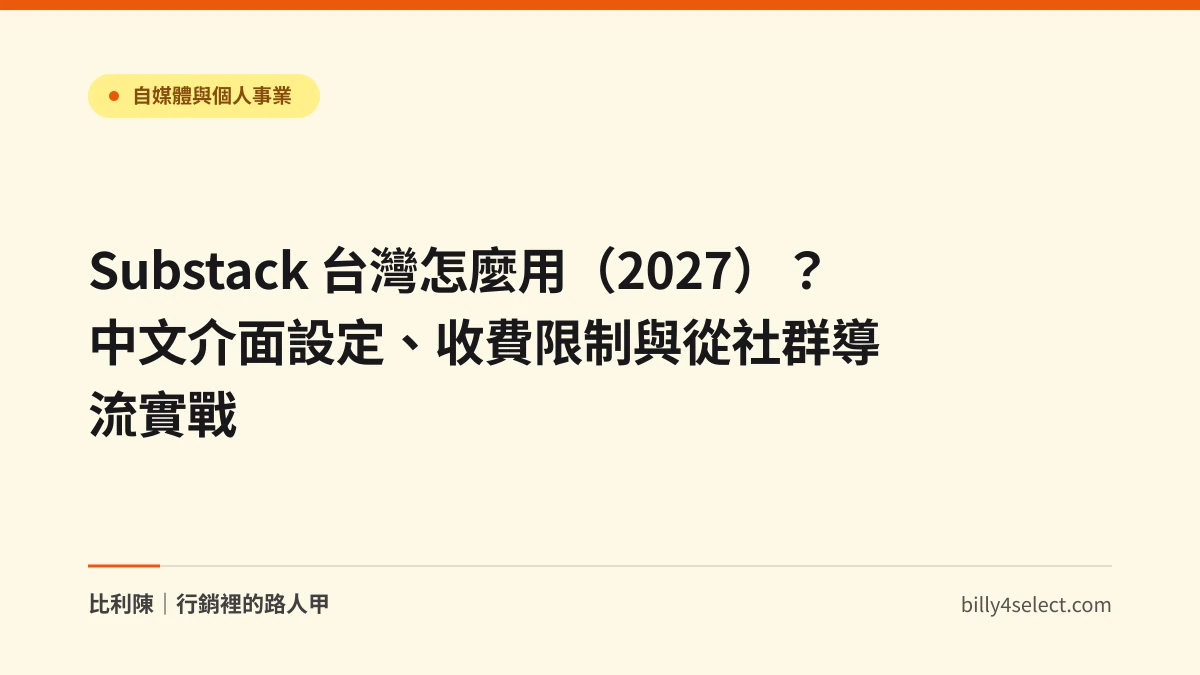 自媒體與個人事業
Substack 台灣怎麼用（2027）？
中文介面設定、收費限制與從社群導
流實戰
比利陳｜行銷裡的路人甲
billy4select.com